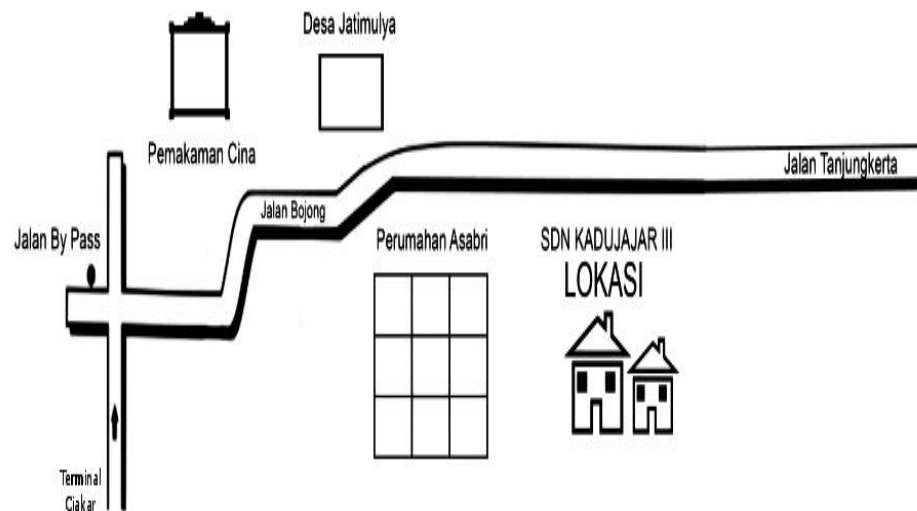 Desa Jatimulya
Pemakaman Cina
Jalan Tanjungkerta
Jalan Bojong
Jalan By Pass
Perumahan Asabri
SDN KADUJAJAR III
LOKASI
Terminal
Ciakar